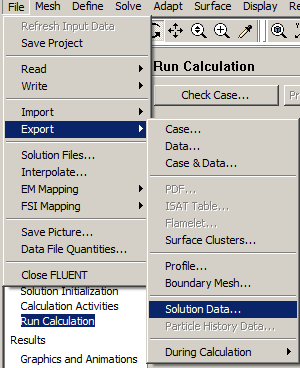 File Mesh Define Solve Adapt Surface Display
Refresh Input Data
Save Project
Read
Write
Import
Export
Solution Files...
Interpolate...
EM Mapping
FSI Mapping
Save Picture...
Data File Quantities...
Close FLUENT
Run Calculation
Check Case...
Case...
Data...
Case & Data...
PDF...
ISAT Table...
Flamelet...
Surface Clusters...
Profile...
Boundary Mesh...
Solution Data...
Particle History Data...
During Calculation
Solution Initialization
Calculation Activities
Run Calculation
Results
Graphics and Animations